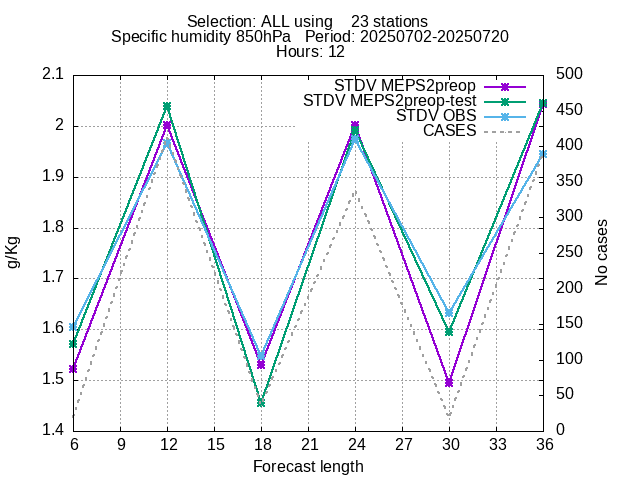 Selection: ALL using    23 stations
Specific humidity 850hPa   Period: 20250702-20250720
Hours: 12
STDV MEPS2preop
STDV MEPS2preop-test
STDV OBS
CASES
2.1
2
1.9
1.8
1.7
1.6
1.5
1.4
500
450
400
350
300
250
200
150
100
50
0
g/Kg
No cases
6 9 12 15 18 21 24 27 30 33 36
Forecast length